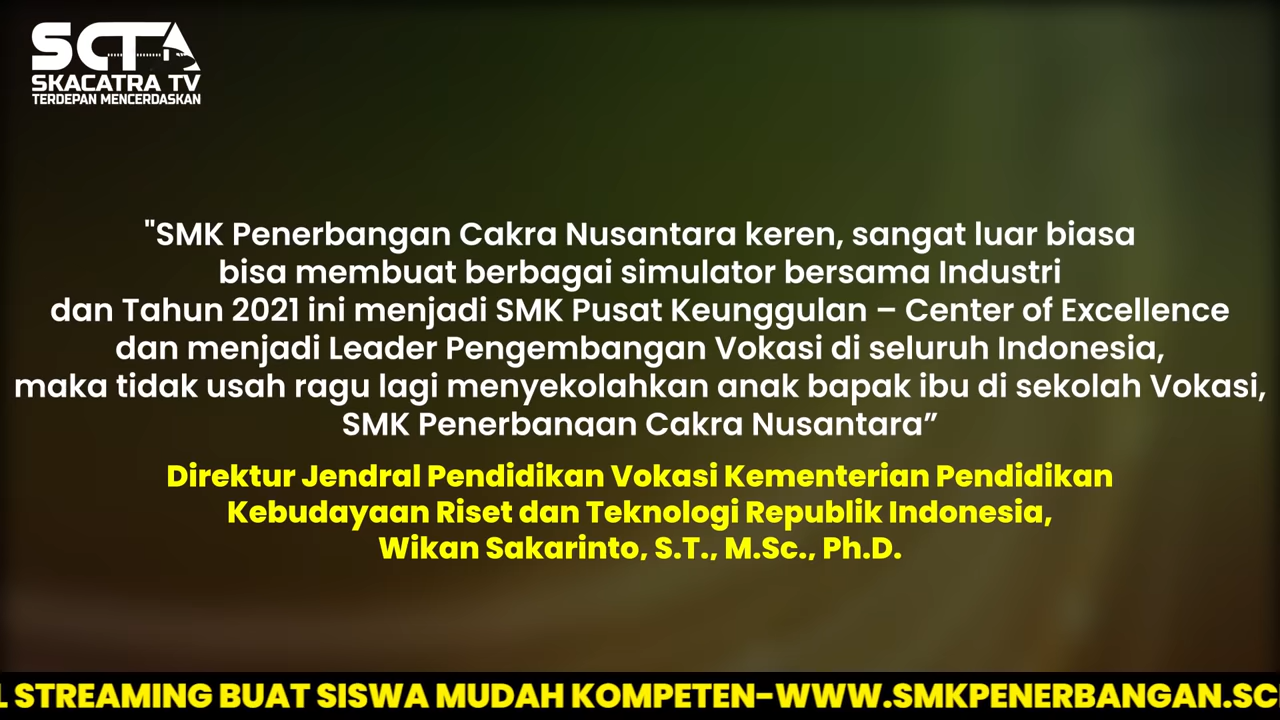 SCTA
SKACATRA TV
TERDEPAN MENCERDASKAN
"SMK Penerbangan Cakra Nusantara keren, sangat luar biasa
bisa membuat berbagai simulator bersama Industri
dan Tahun 2021 ini menjadi SMK Pusat Keunggulan – Center of Excellence
dan menjadi Leader Pengembangan Vokasi di seluruh Indonesia,
maka tidak usah ragu lagi menyekolahkan anak bapak ibu di sekolah Vokasi,
SMK Penerbangan Cakra Nusantara”
Direktur Jendral Pendidikan Vokasi Kementerian Pendidikan
Kebudayaan Riset dan Teknologi Republik Indonesia,
Wikan Sakarinto, S.T., M.Sc., Ph.D.
STREAMING BUAT SISWA MUDAH KOMPETEN-WWW.SMKPENERBANGAN.SC